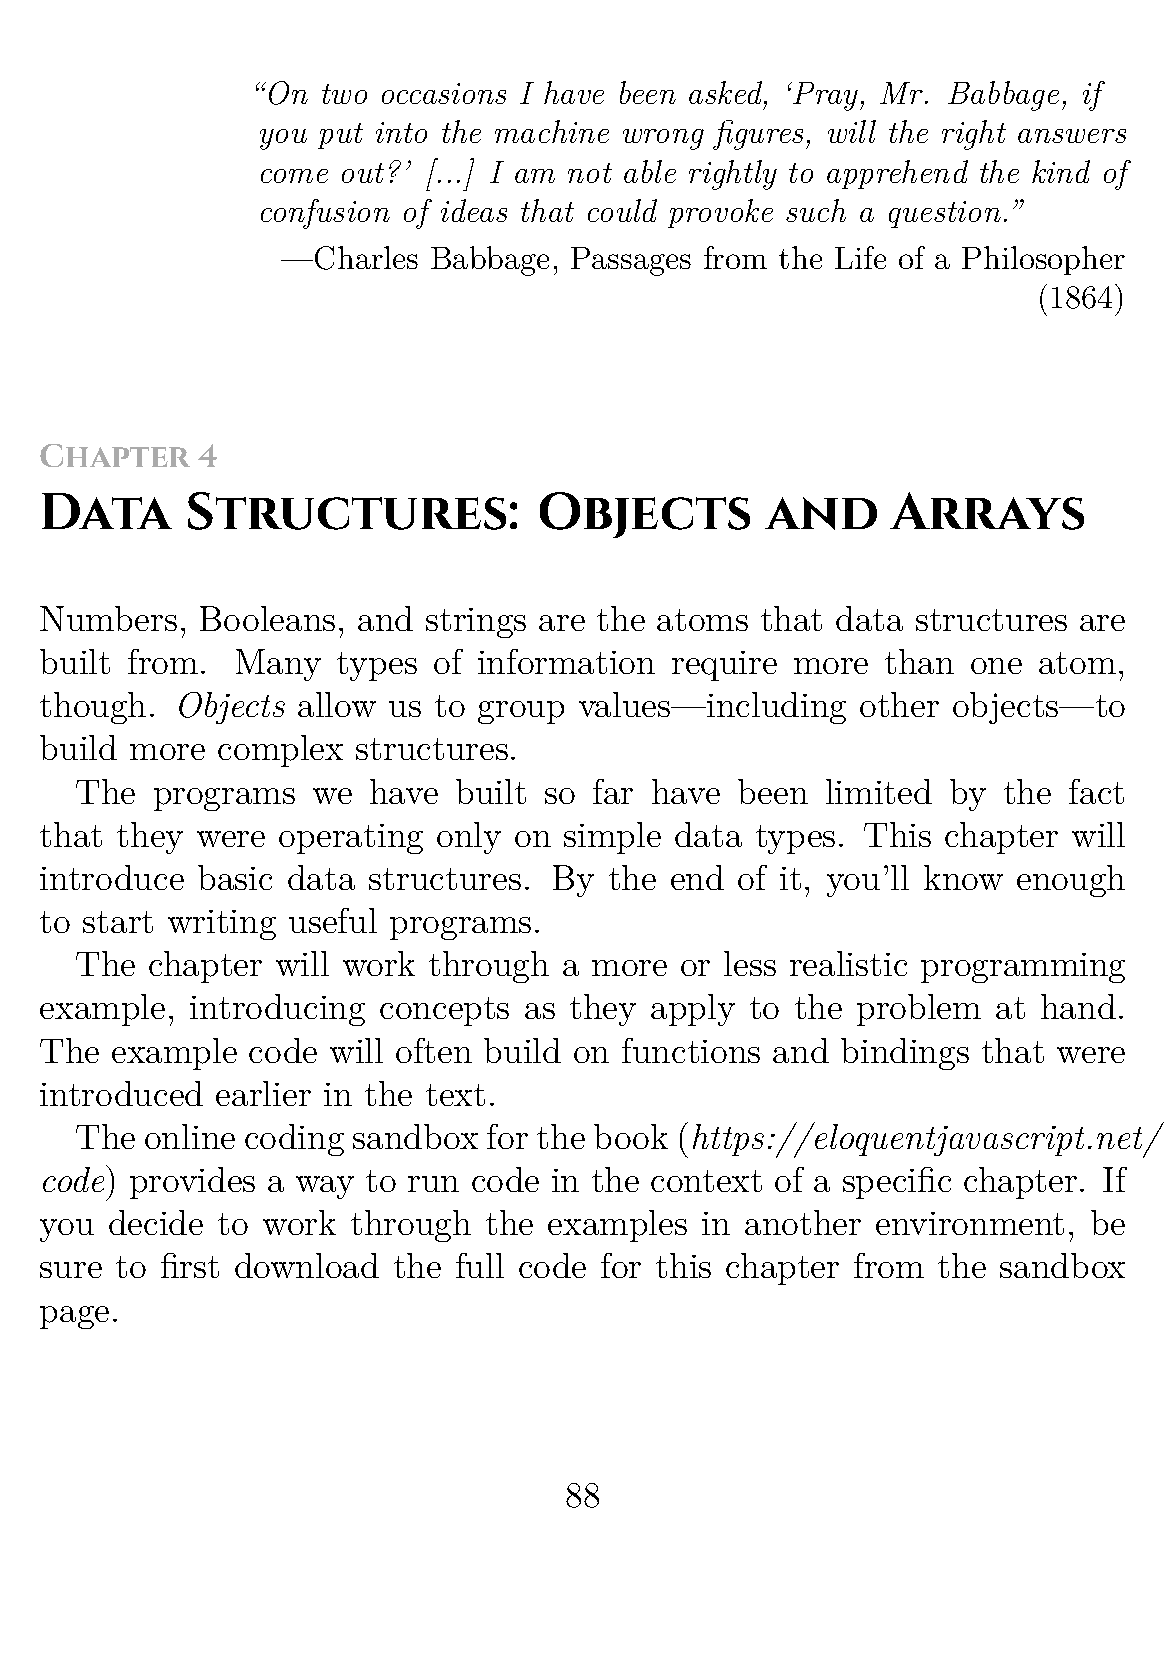 “On two occasions I have been asked, ‘Pray, Mr. Babbage, if
you put into the machine wrong figures, will the right answers
come out?’ [...] I am not able rightly to apprehend the kind of
confusion of ideas that could provoke such a question.”
—Charles Babbage, Passages from the Life of a Philosopher
(1864)
Chapter 4
Data Structures: Objects and Arrays
Numbers, Booleans, and strings are the atoms that data structures are
built from. Many types of information require more than one atom,
though. Objects allow us to group values—including other objects—to
build more complex structures.
The programs we have built so far have been limited by the fact
that they were operating only on simple data types. This chapter will
introduce basic data structures. By the end of it, you’ll know enough
to start writing useful programs.
The chapter will work through a more or less realistic programming
example, introducing concepts as they apply to the problem at hand.
The example code will often build on functions and bindings that were
introduced earlier in the text.
The online coding sandbox for the book (https://eloquentjavascript.net/
code) provides a way to run code in the context of a specific chapter. If
you decide to work through the examples in another environment, be
sure to first download the full code for this chapter from the sandbox
page.
88